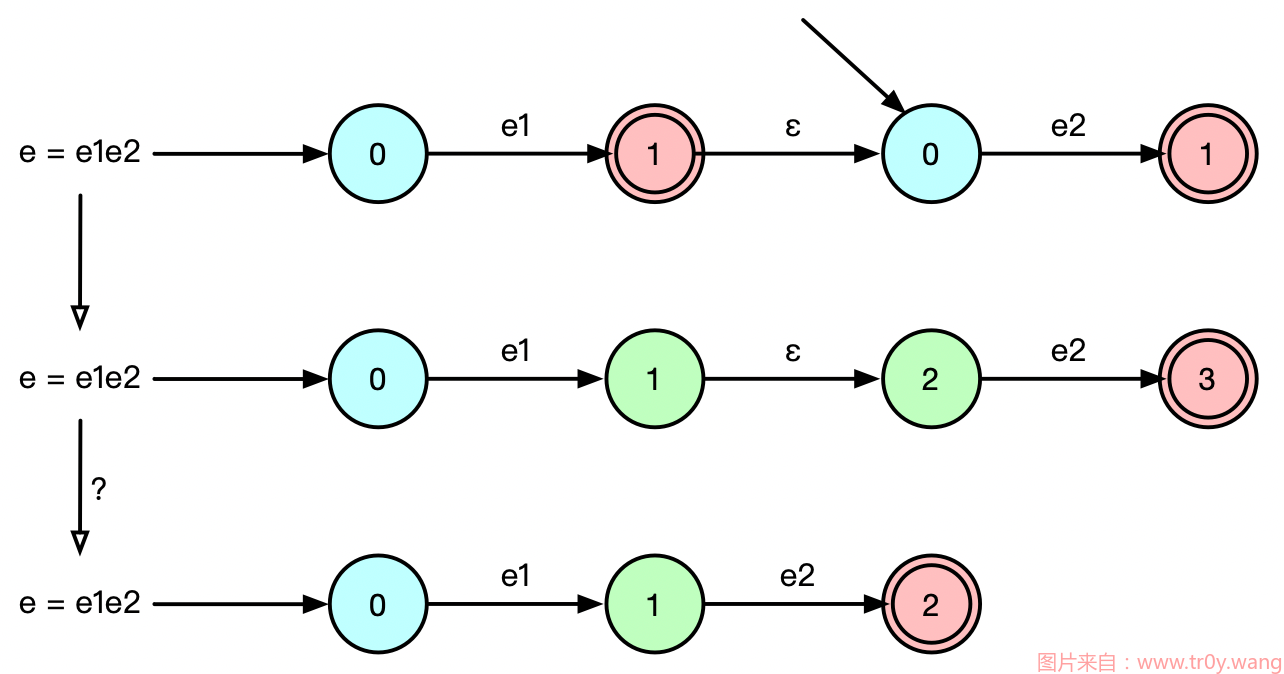 e = e1e2 0 e1 1 ε 0 e2 1
e = e1e2 0 e1 1 ε 2 e2 3
?
e = e1e2 0 e1 1 e2 2
图片来自：www.tr0y.wang